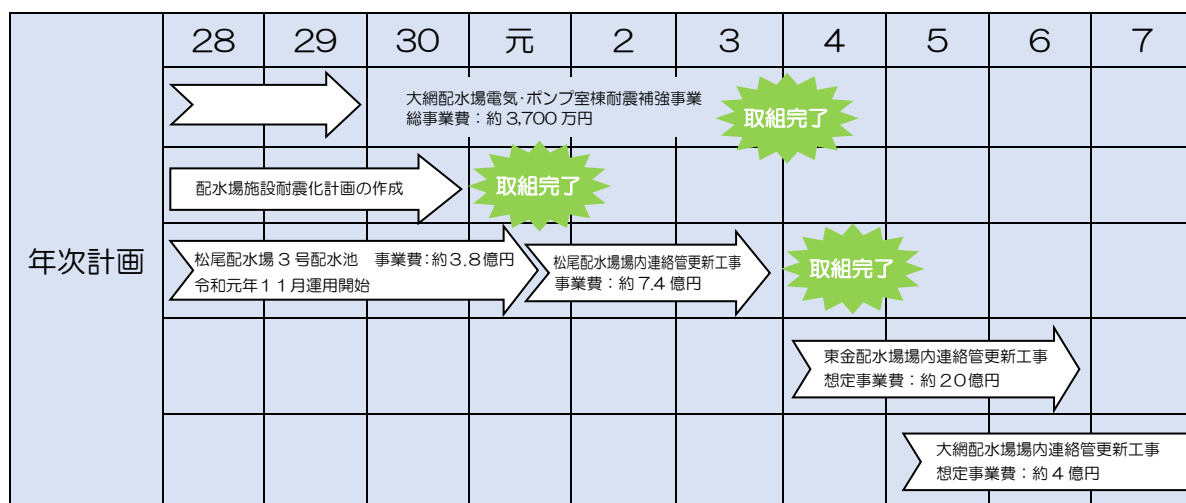 28 29 30 元 2 3 4 5 6 7
年次計画
大網配水場電気・ポンプ室棟耐震補強事業
総事業費：約3,700万円
取組完了
配水場施設耐震化計画の作成
取組完了
松尾配水場3号配水池　事業費：約3.8億円
令和元年11月運用開始
松尾配水場場内連絡管更新工事
事業費：約7.4億円
取組完了
東金配水場場内連絡管更新工事
想定事業費：約20億円
大網配水場場内連絡管更新工事
想定事業費：約4億円